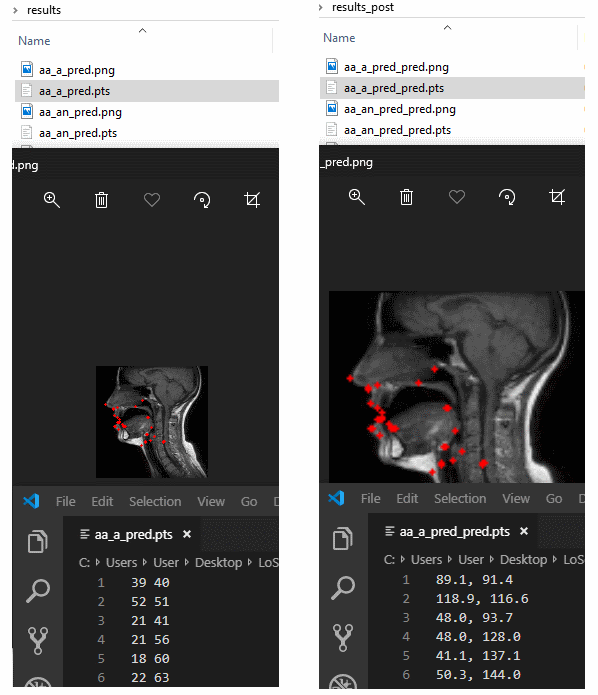 results
Name
aa_a_pred.png
aa_a_pred.pts
aa_an_pred.png
aa_an_pred.pts
d.png
File Edit Selection View Go
aa_a_pred.pts
C: Users User Desktop LoS
1 39 40
2 52 51
3 21 41
4 21 56
5 18 60
6 22 63
results_post
Name
aa_a_pred_pred.png
aa_a_pred_pred.pts
aa_an_pred_pred.png
aa_an_pred_pred.pts
_pred.png
File Edit Selection View Go
aa_a_pred_pred.pts
C: Users User Desktop LoS
1 89.1, 91.4
2 118.9, 116.6
3 48.0, 93.7
4 48.0, 128.0
5 41.1, 137.1
6 50.3, 144.0